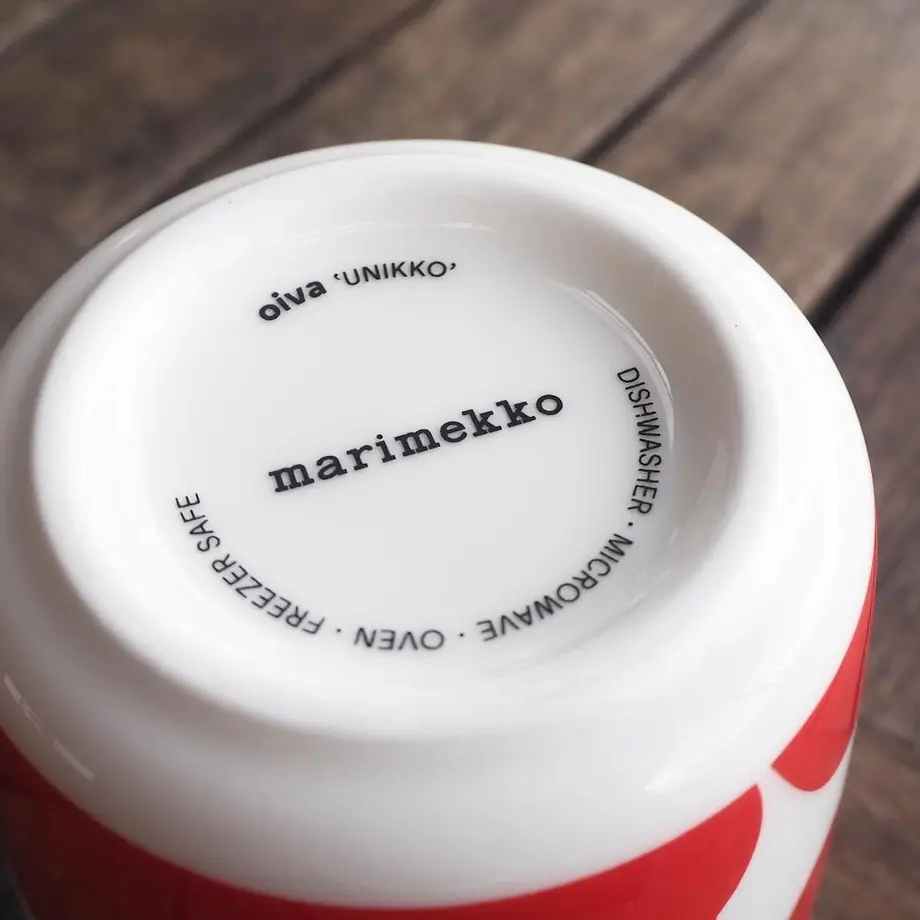 oiva ‘UNIKKO’
marimekko
DISHWASHER · MICROWAVE · OVEN · FREEZER SAFE